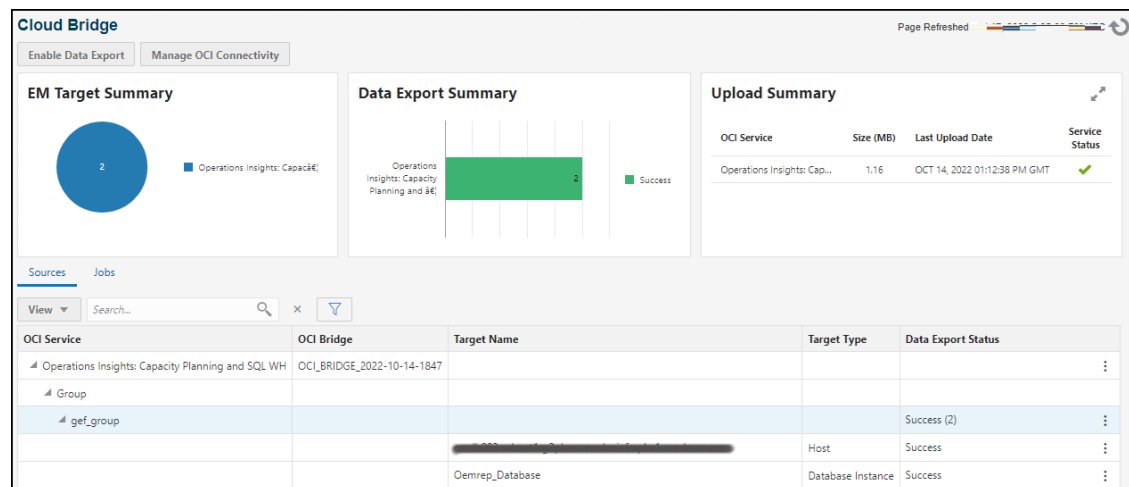 Cloud Bridge
Page Refreshed
Enable Data Export
Manage OCI Connectivity
EM Target Summary
2
Operations Insights: Capacâ€¦
Data Export Summary
Operations
Insights: Capacity
Planning and â€¦
2
Success
Upload Summary
OCI Service Size (MB) Last Upload Date Service
Status
Operations Insights: Cap... 1.16 OCT 14, 2022 01:12:38 PM GMT
Sources Jobs
View Search...
OCI Service OCI Bridge Target Name Target Type Data Export Status
Operations Insights: Capacity Planning and SQL WH OCI_BRIDGE_2022-10-14-1847
Group
gef_group Success (2)
Host Success
Oemrep_Database Database Instance Success